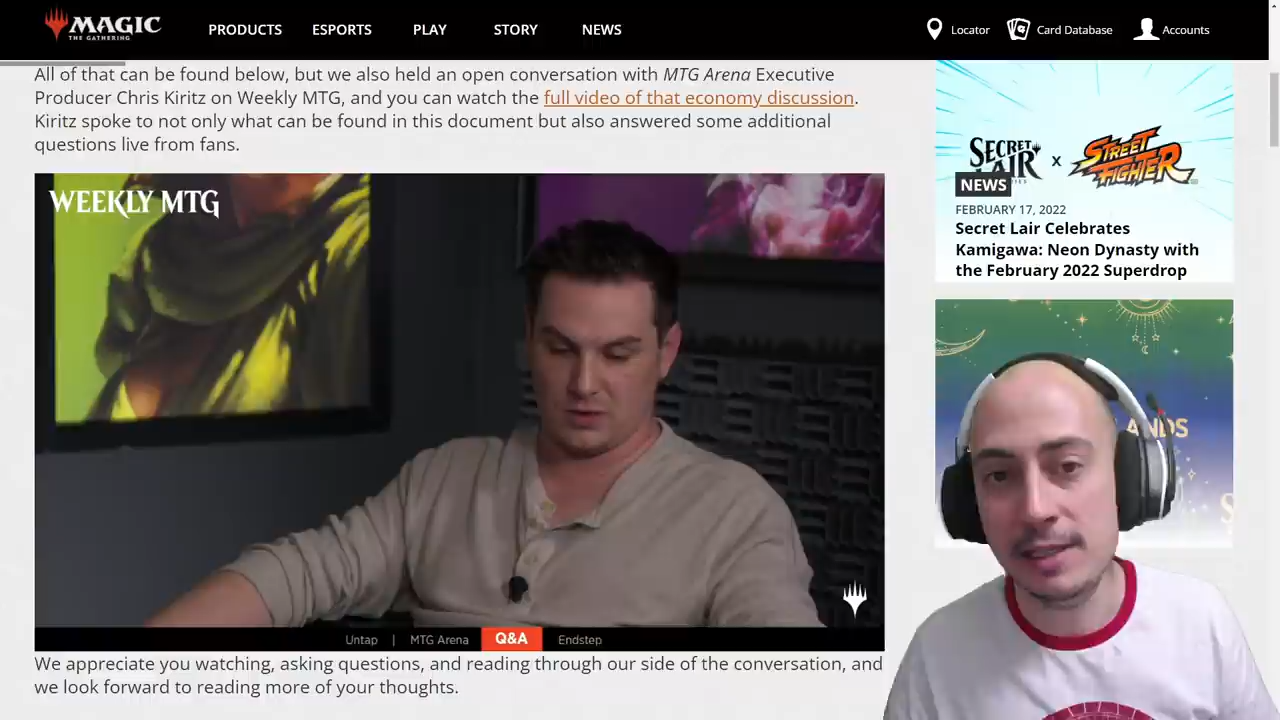 MAGIC
THE GATHERING
PRODUCTS
ESPORTS
PLAY
STORY
NEWS
Locator
Card Database
Accounts
All of that can be found below, but we also held an open conversation with MTG Arena Executive
Producer Chris Kiritz on Weekly MTG, and you can watch the full video of that economy discussion.
Kiritz spoke to not only what can be found in this document but also answered some additional
questions live from fans.
WEEKLY MTG
Untap | MTG Arena Q&A Endstep
We appreciate you watching, asking questions, and reading through our side of the conversation, and
we look forward to reading more of your thoughts.
SECRET
LAIR
x
STREET
FIGHTER
NEWS
FEBRUARY 17, 2022
Secret Lair Celebrates
Kamigawa: Neon Dynasty with
the February 2022 Superdrop